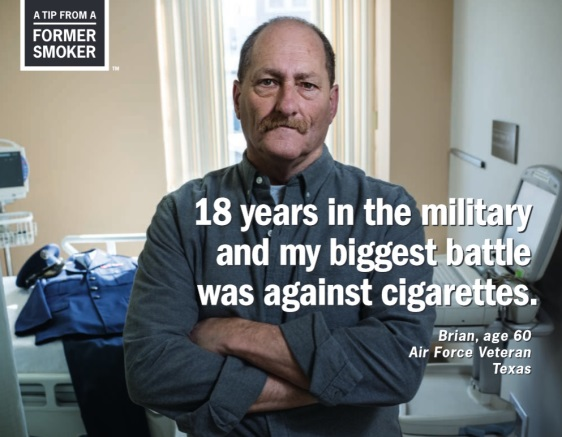 A TIP FROM A
FORMER
SMOKER
™
18 years in the military
and my biggest battle
was against cigarettes.
Brian, age 60
Air Force Veteran
Texas